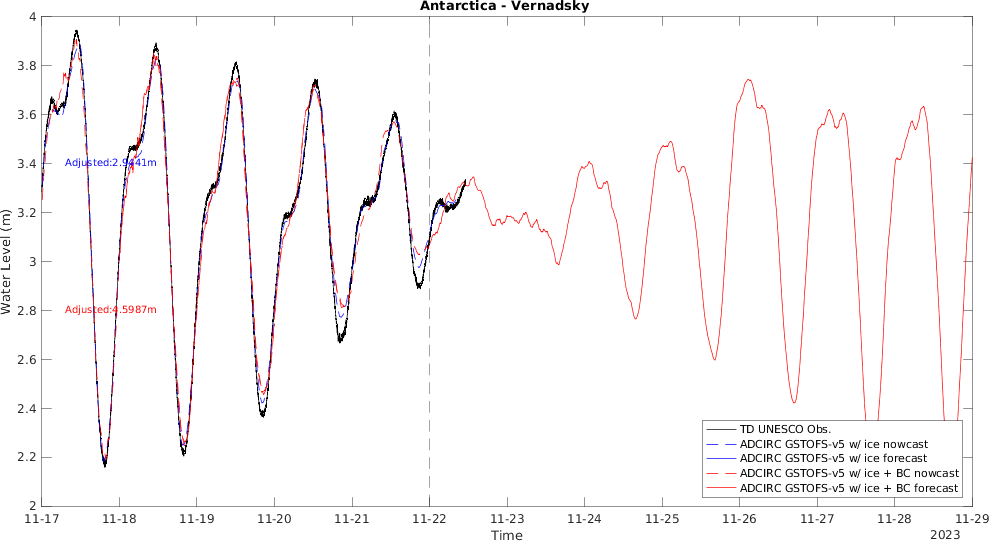 Antarctica - Vernadsky
Water Level (m)
4
3.8
3.6
3.4
3.2
3
2.8
2.6
2.4
2.2
2
Adjusted:2.9441m
Adjusted:4.5987m
TD UNESCO Obs.
ADCIRC GSTOFS-v5 w/ ice nowcast
ADCIRC GSTOFS-v5 w/ ice forecast
ADCIRC GSTOFS-v5 w/ ice + BC nowcast
ADCIRC GSTOFS-v5 w/ ice + BC forecast
11-17 11-18 11-19 11-20 11-21 11-22 11-23 11-24 11-25 11-26 11-27 11-28 11-29
Time
2023